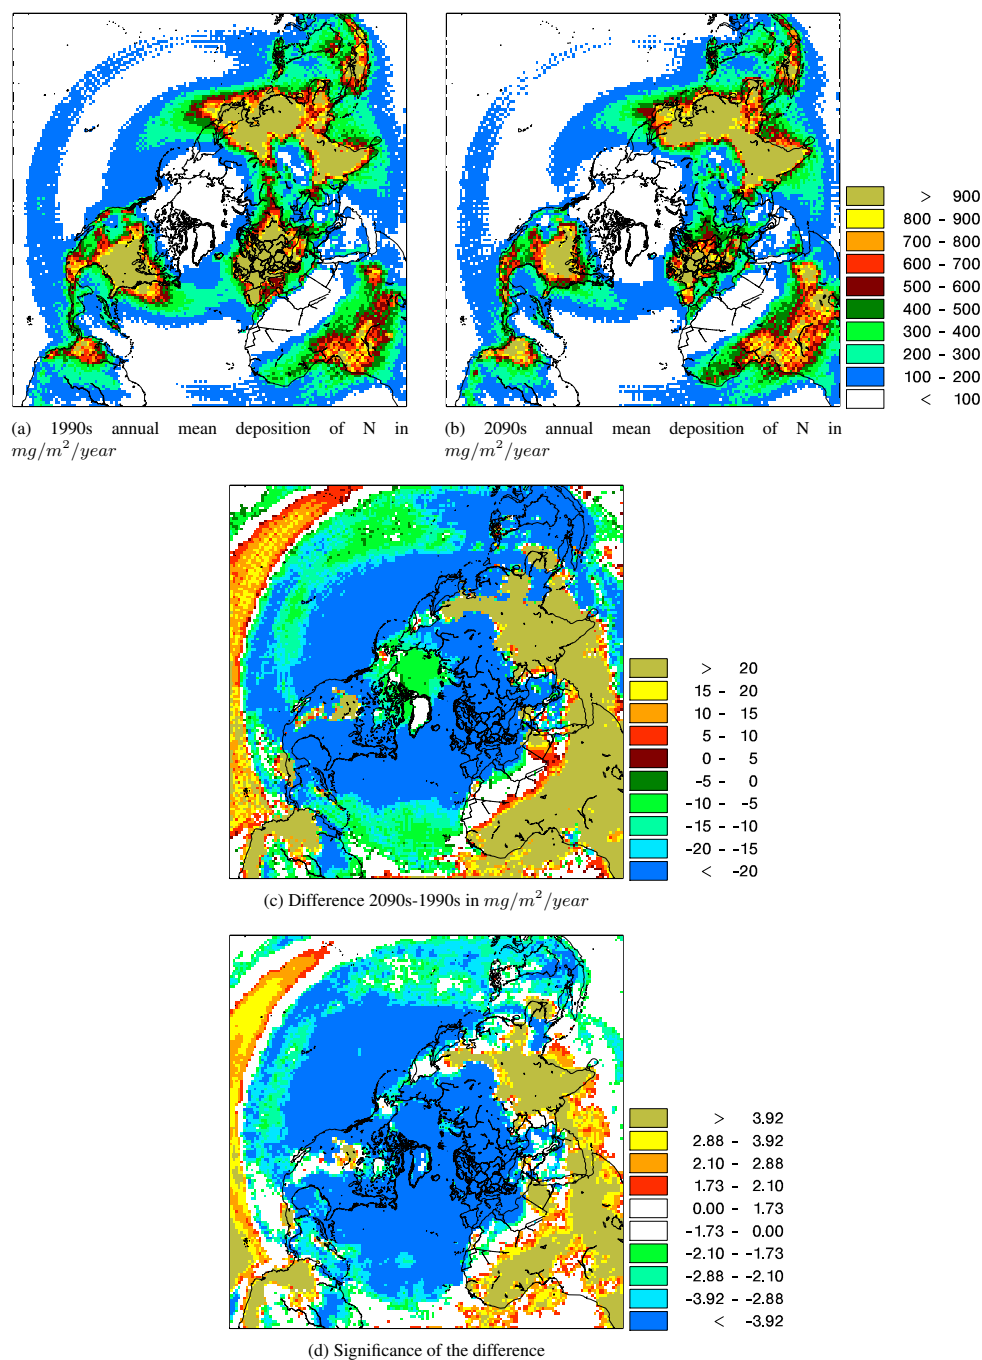 > 900
800 - 900
700 - 800
600 - 700
500 - 600
400 - 500
300 - 400
200 - 300
100 - 200
< 100
(a) 1990s annual mean deposition of N in
mg/m²/year
(b) 2090s annual mean deposition of N in
mg/m²/year
> 20
15 - 20
10 - 15
5 - 10
0 - 5
-5 - 0
-10 - -5
-15 - -10
-20 - -15
< -20
(c) Difference 2090s-1990s in mg/m²/year
> 3.92
2.88 - 3.92
2.10 - 2.88
1.73 - 2.10
0.00 - 1.73
-1.73 - 0.00
-2.10 - -1.73
-2.88 - -2.10
-3.92 - -2.88
< -3.92
(d) Significance of the difference